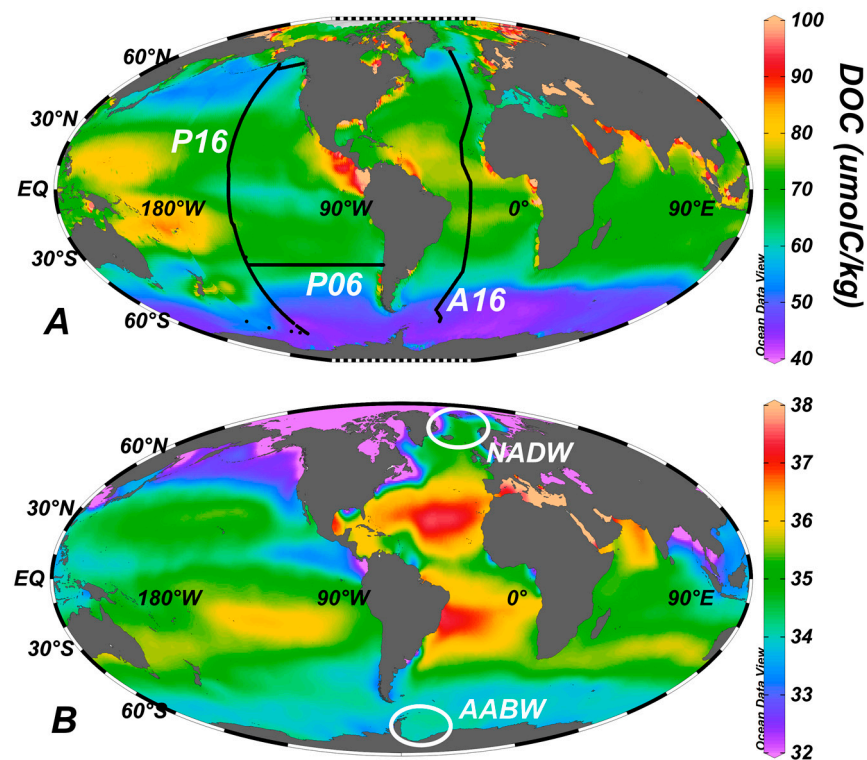 60°N
30°N
EQ
30°S
60°S
180°W
90°W
0°
90°E
P16
P06
A16
A
Ocean Data View
100
90
80
70
60
50
40
DOC (umolC/kg)
60°N
30°N
EQ
30°S
60°S
180°W
90°W
0°
90°E
NADW
AABW
B
Ocean Data View
38
37
36
35
34
33
32